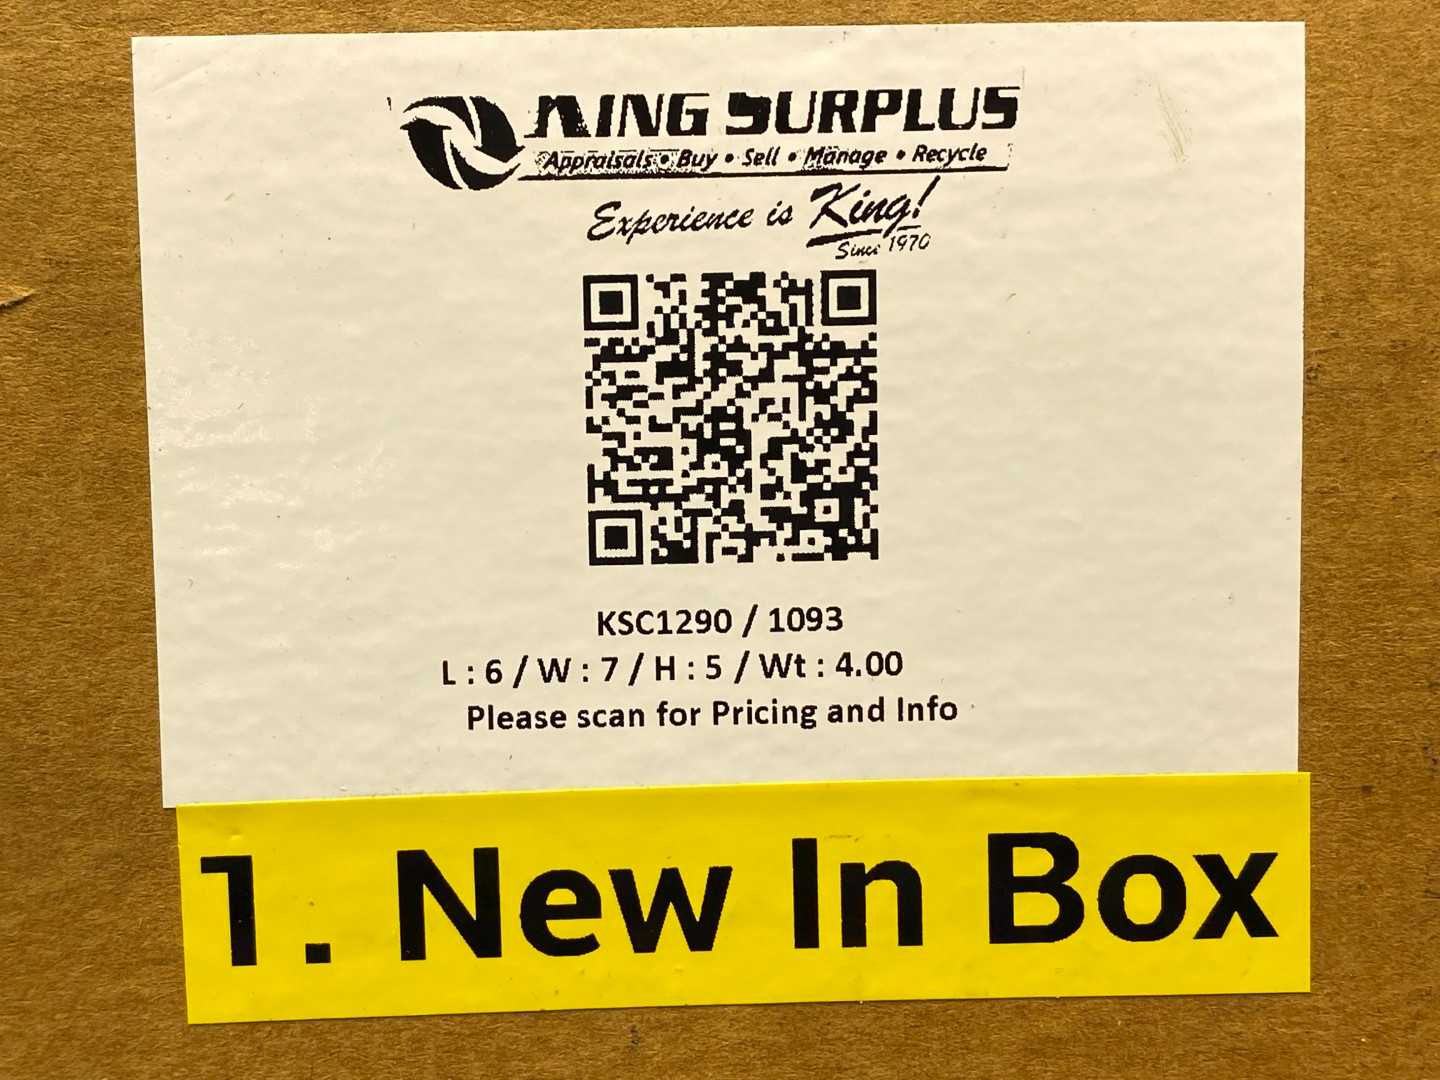 KING SURPLUS
Appraisals • Buy • Sell • Manage • Recycle
Experience is King!
Since 1970
KSC1290 / 1093
L : 6 / W : 7 / H : 5 / Wt : 4.00
Please scan for Pricing and Info
1. New In Box